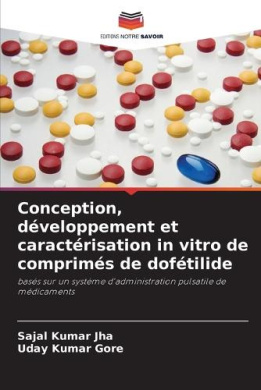 EDITIONS NOTRE SAVOIR
Conception,
développement et
caractérisation in vitro de
comprimés de dofétilide
basés sur un système d'administration pulsatile de
médicaments
Sajal Kumar Jha
Uday Kumar Gore